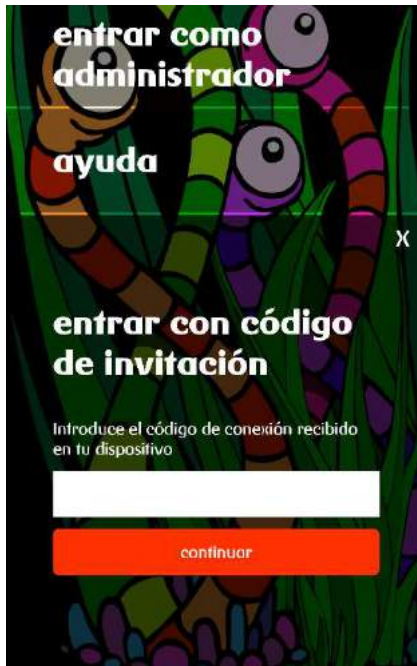 entrar como
administrador
ayuda
X
entrar con código
de invitación
Introduce el código de conexión recibido
en tu dispositivo
continuar